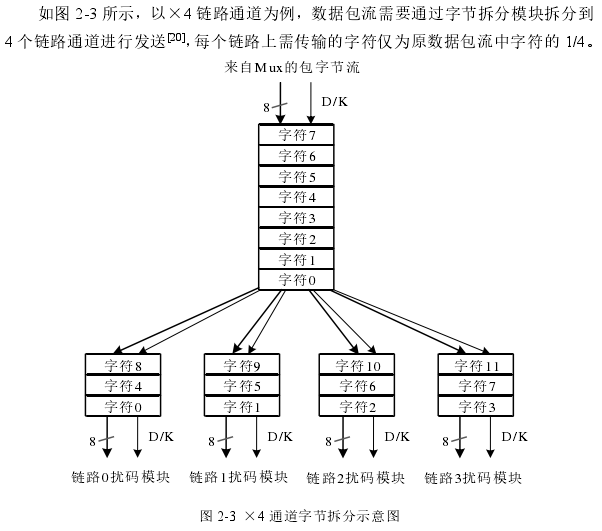 如图 2-3 所示，以×4 链路通道为例，数据包流需要通过字节拆分模块拆分到
4 个链路通道进行发送[20]，每个链路上需传输的字符仅为原数据包流中字符的 1/4。
来自Mux的包字节流
8 D/K
字符7
字符6
字符5
字符4
字符3
字符2
字符1
字符0
字符8 字符9 字符10 字符11
字符4 字符5 字符6 字符7
字符0 字符1 字符2 字符3
8 D/K 8 D/K 8 D/K 8 D/K
链路0扰码模块 链路1扰码模块 链路2扰码模块 链路3扰码模块
图 2-3 ×4 通道字节拆分示意图